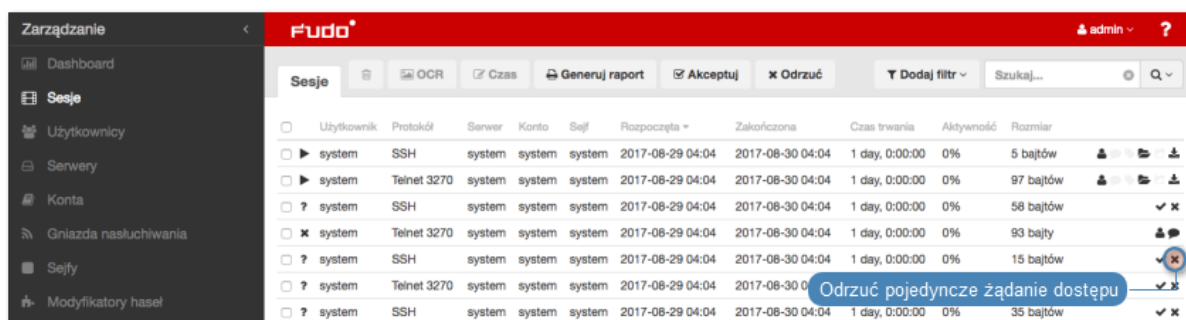 Zarządzanie
Fudo
admin
?
Dashboard
Sesje
Użytkownicy
Serwery
Konta
Gniazda nasłuchiwania
Sejfy
Modyfikatory haseł
Sesje OCR Czas Generuj raport Akceptuj Odrzuć Dodaj filtr Szukaj...
Użytkownik Protokół Serwer Konto Sejf Rozpoczęta Zakończona Czas trwania Aktywność Rozmiar
system SSH system system system 2017-08-29 04:04 2017-08-30 04:04 1 day, 0:00:00 0% 5 bajtów
system Telnet 3270 system system system 2017-08-29 04:04 2017-08-30 04:04 1 day, 0:00:00 0% 97 bajtów
? system SSH system system system 2017-08-29 04:04 2017-08-30 04:04 1 day, 0:00:00 0% 58 bajtów
system Telnet 3270 system system system 2017-08-29 04:04 2017-08-30 04:04 1 day, 0:00:00 0% 93 bajty
? system SSH system system system 2017-08-29 04:04 2017-08-30 04:04 1 day, 0:00:00 0% 15 bajtów
? system Telnet 3270 system system system 2017-08-29 04:04 2017-08-30 0
Odrzuć pojedyncze żądanie dostępu
? system SSH system system system 2017-08-29 04:04 2017-08-30 04:04 1 day, 0:00:00 0% 35 bajtów